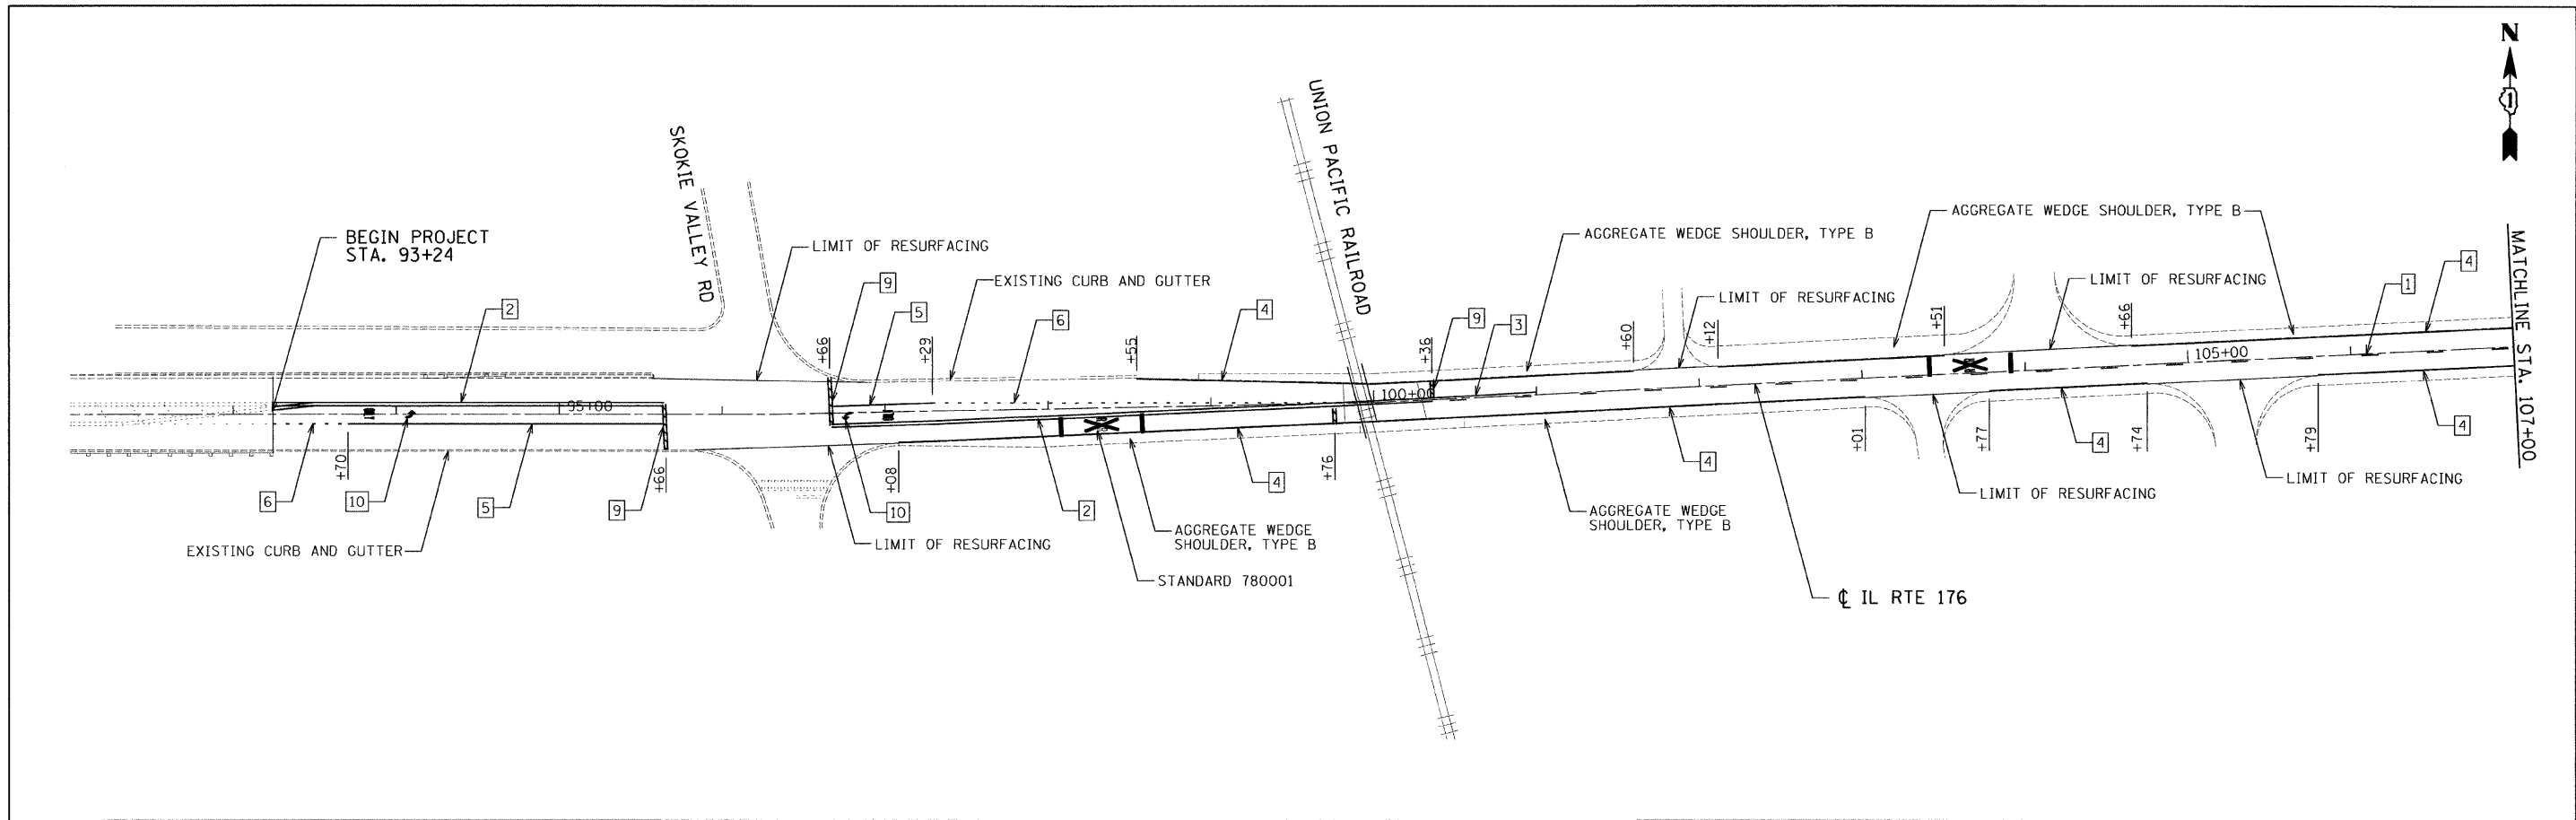 N
1
UNION PACIFIC RAILROAD
SKOKIE VALLEY RD
BEGIN PROJECT
STA. 93+24
LIMIT OF RESURFACING
AGGREGATE WEDGE SHOULDER, TYPE B
AGGREGATE WEDGE SHOULDER, TYPE B
MATCHLINE STA. 107+00
EXISTING CURB AND GUTTER
LIMIT OF RESURFACING
LIMIT OF RESURFACING
4
1
2
9
5
6
4
9
3
+66
+29
+55
+36
+60
+12
+51
+66
95+00
100+00
105+00
+70
+66
+08
+76
+01
+77
+74
+79
6
10
5
9
10
2
4
4
4
4
EXISTING CURB AND GUTTER
LIMIT OF RESURFACING
AGGREGATE WEDGE
SHOULDER, TYPE B
STANDARD 780001
AGGREGATE WEDGE
SHOULDER, TYPE B
LIMIT OF RESURFACING
LIMIT OF RESURFACING
℄ IL RTE 176